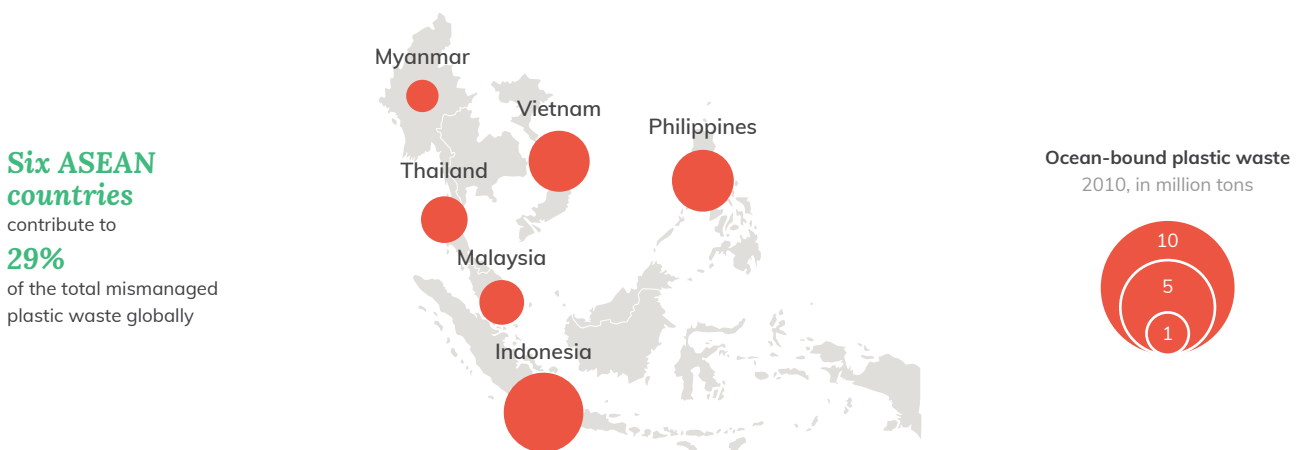 Six ASEAN
countries
contribute to
29%
of the total mismanaged
plastic waste globally
Myanmar
Vietnam
Philippines
Thailand
Malaysia
Indonesia
Ocean-bound plastic waste
2010, in million tons
10
5
1